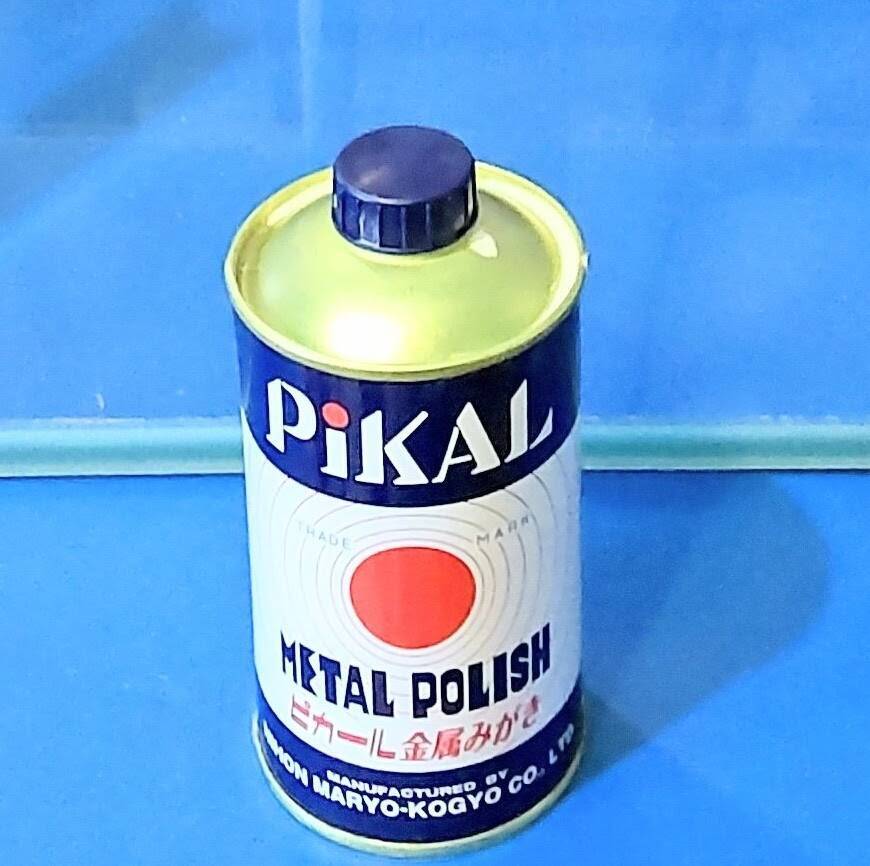 PiKAL
TRADE MARK
METAL POLISH
ピカール金属みがき
MANUFACTURED BY
NIHON MARYO-KOGYO CO., LTD